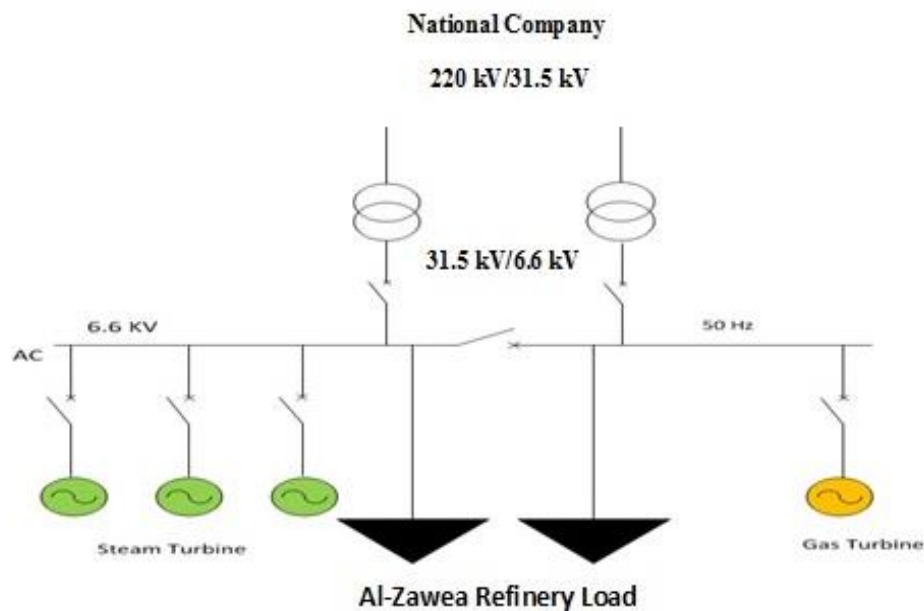 National Company
220 kV/31.5 kV
31.5 kV/6.6 kV
6.6 KV
50 Hz
AC
Steam Turbine
Gas Turbine
Al-Zawea Refinery Load